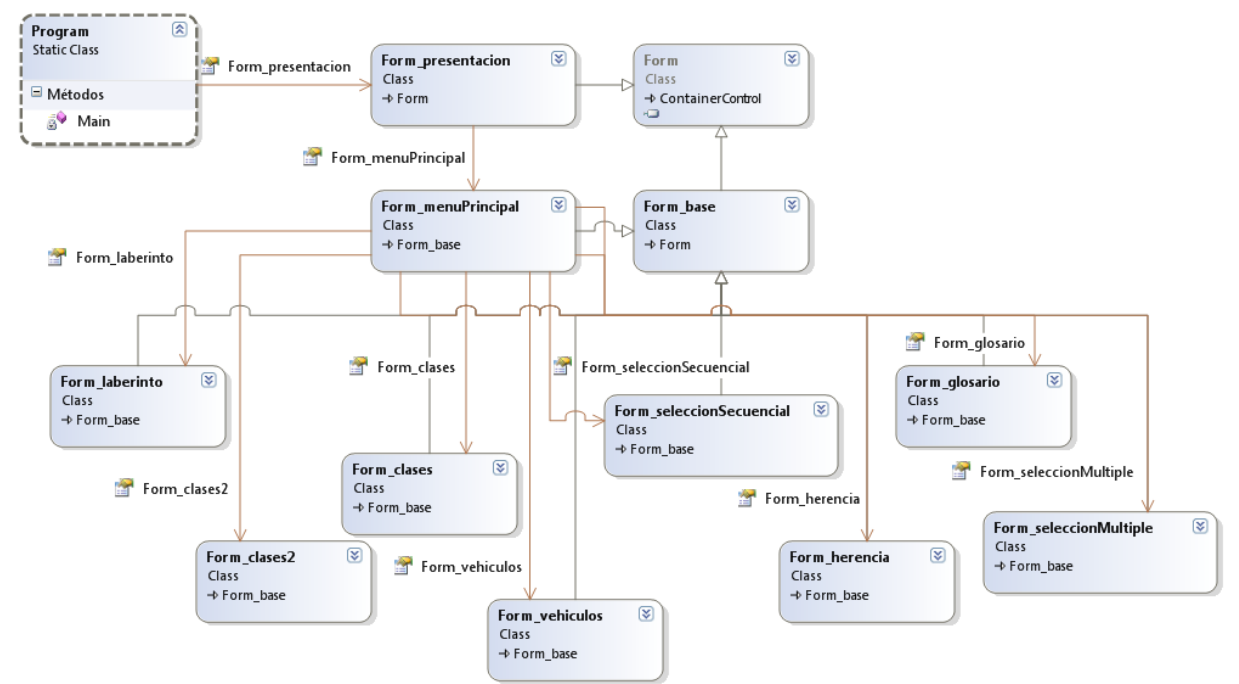 Program
Static Class
Métodos
Main
Form_presentacion
Form_presentacion
Class
Form
Form
Class
ContainerControl
Form_menuPrincipal
Form_menuPrincipal
Class
Form_base
Form_base
Class
Form
Form_laberinto
Form_laberinto
Class
Form_base
Form_clases
Form_seleccionSecuencial
Form_glosario
Form_glosario
Class
Form_base
Form_seleccionSecuencial
Class
Form_base
Form_clases
Class
Form_base
Form_clases2
Form_herencia
Form_seleccionMultiple
Form_seleccionMultiple
Class
Form_base
Form_clases2
Class
Form_base
Form_vehiculos
Form_herencia
Class
Form_base
Form_vehiculos
Class
Form_base